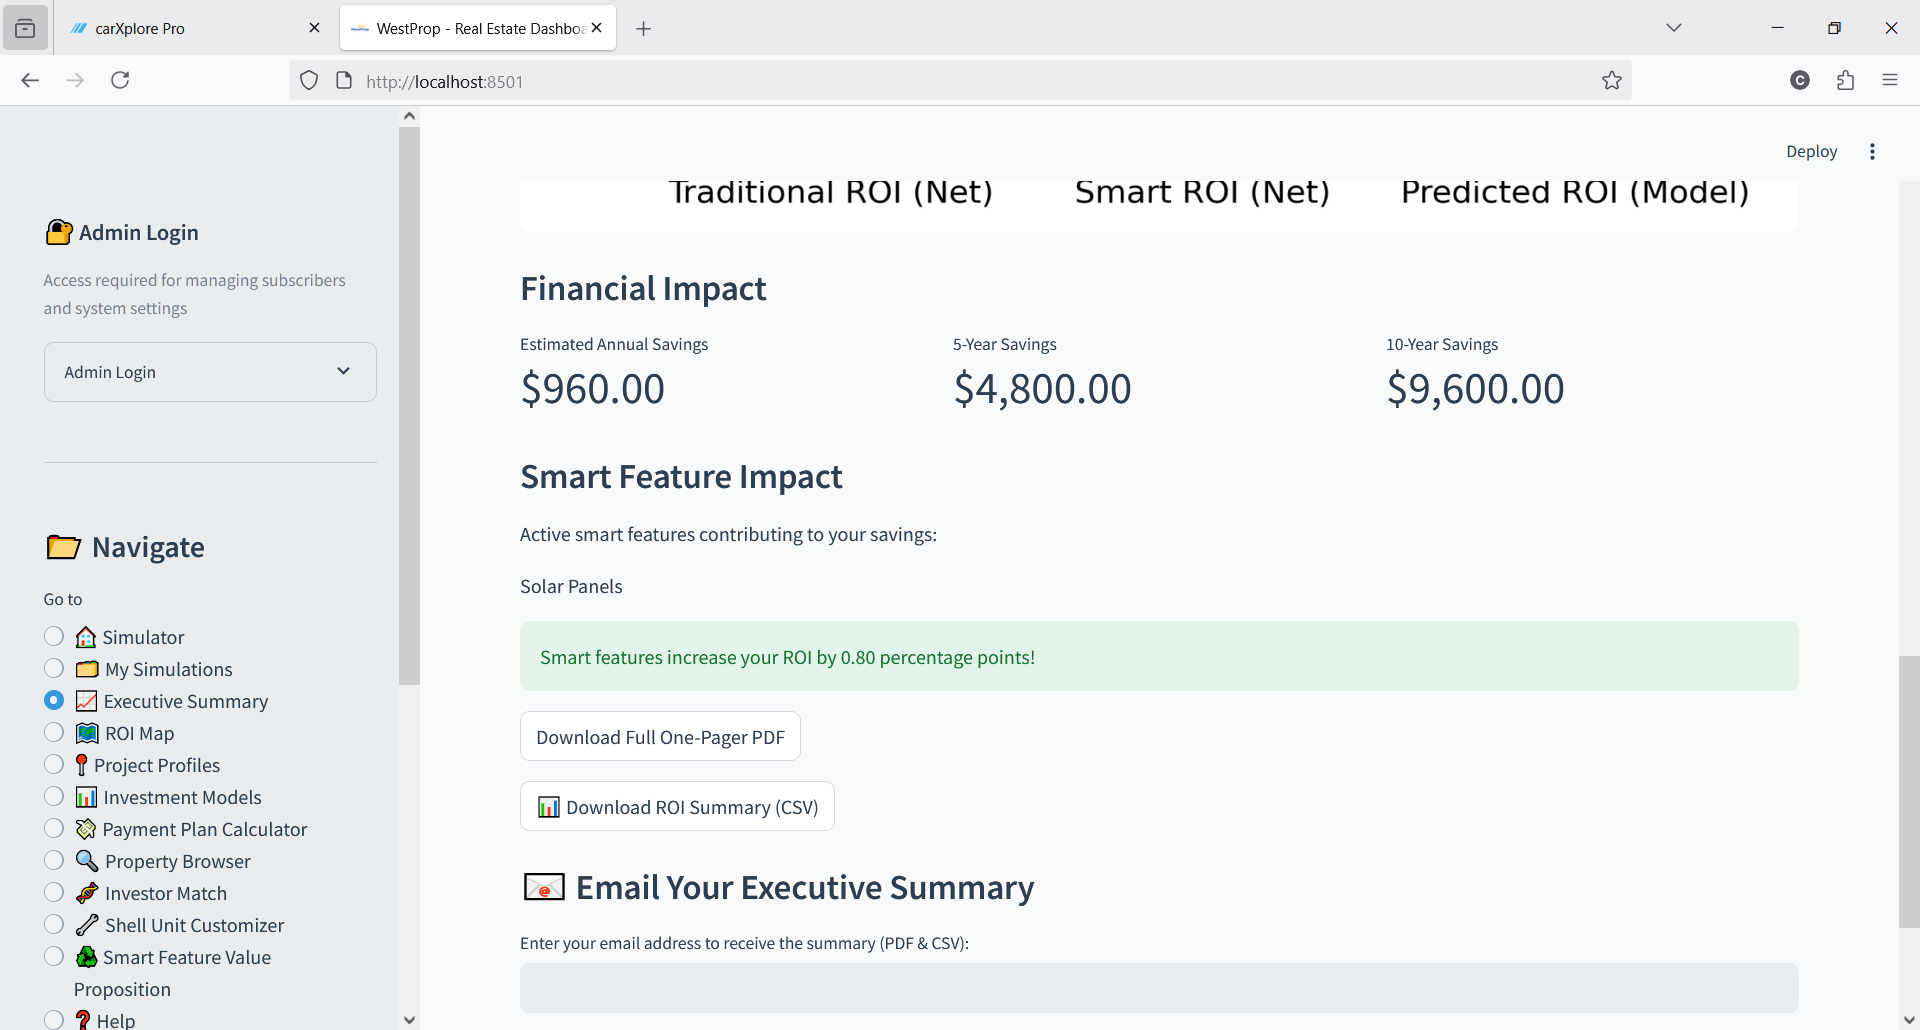 carXplore Pro
WestProp - Real Estate Dashboa
http://localhost:8501
C
Deploy
Admin Login
Access required for managing subscribers
and system settings
Admin Login
Navigate
Go to
Simulator
My Simulations
Executive Summary
ROI Map
Project Profiles
Investment Models
Payment Plan Calculator
Property Browser
Investor Match
Shell Unit Customizer
Smart Feature Value
Proposition
Help
Traditional ROI (Net) Smart ROI (Net) Predicted ROI (Model)
Financial Impact
Estimated Annual Savings 5-Year Savings 10-Year Savings
$960.00 $4,800.00 $9,600.00
Smart Feature Impact
Active smart features contributing to your savings:
Solar Panels
Smart features increase your ROI by 0.80 percentage points!
Download Full One-Pager PDF
Download ROI Summary (CSV)
Email Your Executive Summary
Enter your email address to receive the summary (PDF & CSV):